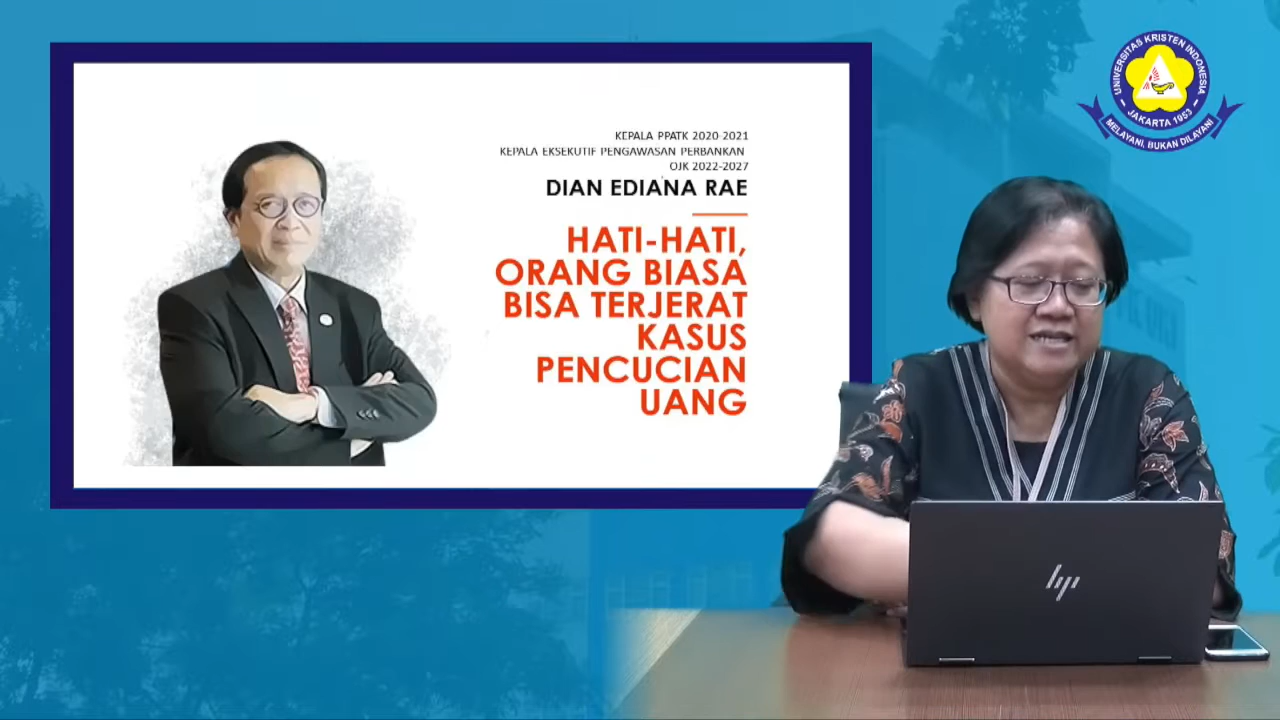 KEPALA PPATK 2020-2021
KEPALA EKSEKUTIF PENGAWASAN PERBANKAN
OJK 2022-2027
DIAN EDIANA RAE
HATI-HATI,
ORANG BIASA
BISA TERJERAT
KASUS
PENCUCIAN
UANG
UNIVERSITAS KRISTEN INDONESIA
JAKARTA 1953
MELAYANI, BUKAN DILAYANI
hp